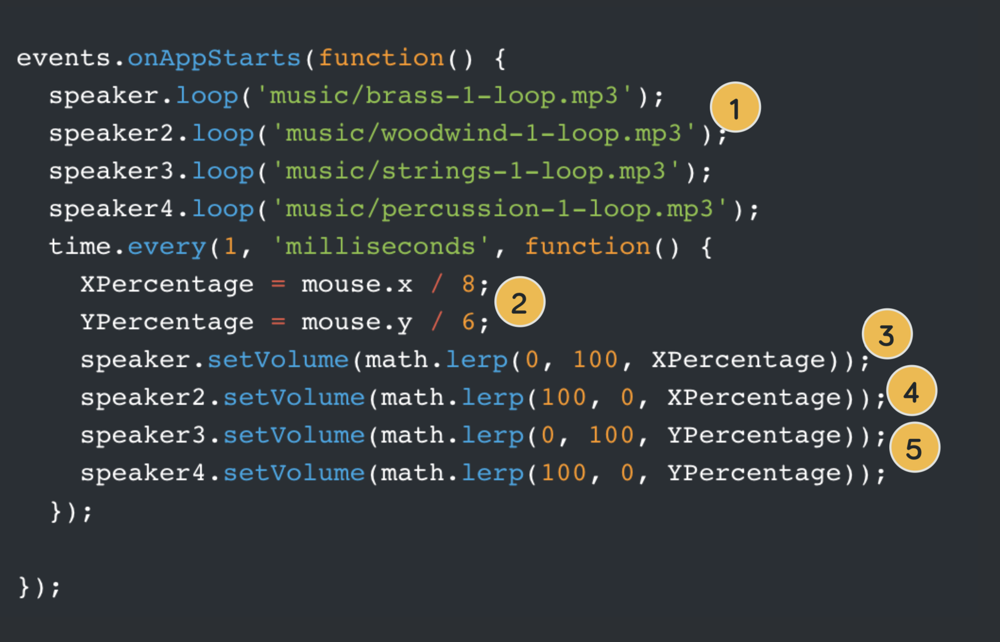 events.onAppStarts(function() {
speaker.loop('music/brass-1-loop.mp3');
1
speaker2.loop('music/woodwind-1-loop.mp3');
speaker3.loop('music/strings-1-loop.mp3');
speaker4.loop('music/percussion-1-loop.mp3');
time.every(1, 'milliseconds', function() {
XPercentage = mouse.x / 8;
2
YPercentage = mouse.y / 6;
3
speaker.setVolume(math.lerp(0, 100, XPercentage));
speaker2.setVolume(math.lerp(100, 0, XPercentage));
4
speaker3.setVolume(math.lerp(0, 100, YPercentage));
5
speaker4.setVolume(math.lerp(100, 0, YPercentage));
});
});